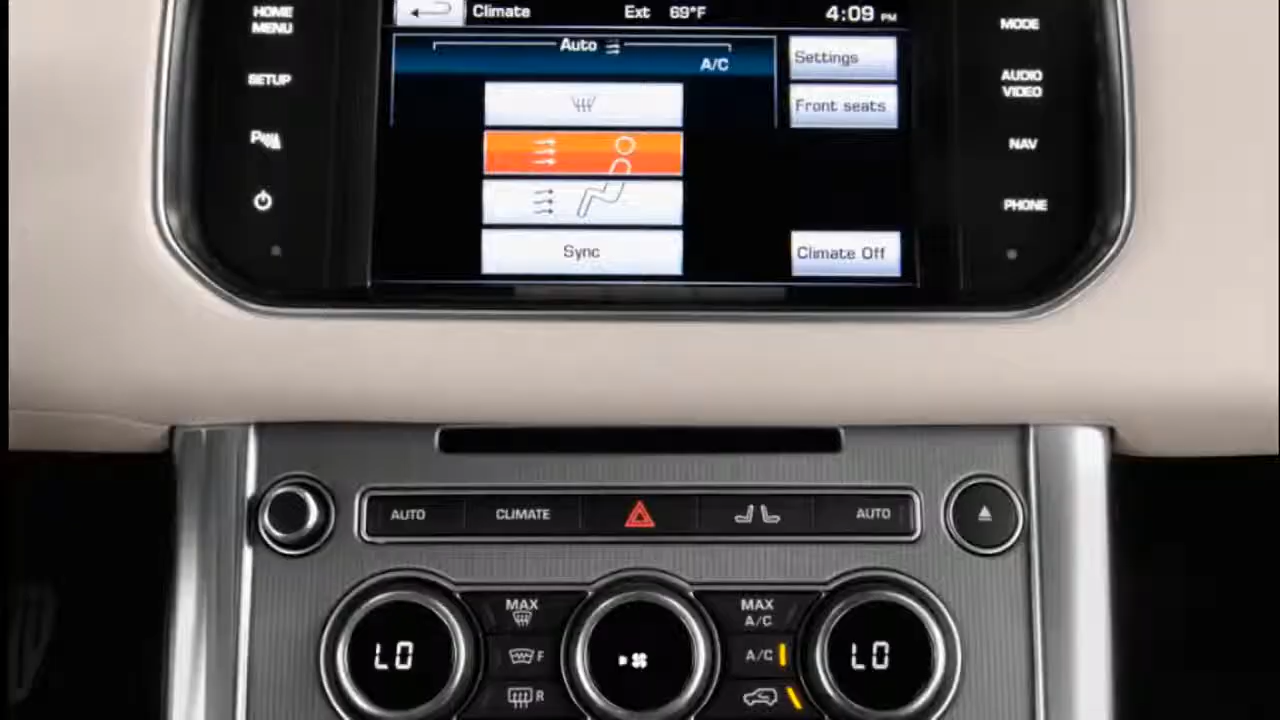 HOME
MENU
Climate
Ext 69°F
4:09 PM
MODE
Auto
A/C
Settings
SETUP
AUDIO
VIDEO
Front seats
P
NAV
PHONE
Sync
Climate Off
AUTO
CLIMATE
AUTO
MAX
MAX
A/C
LO
F
A/C
LO
R